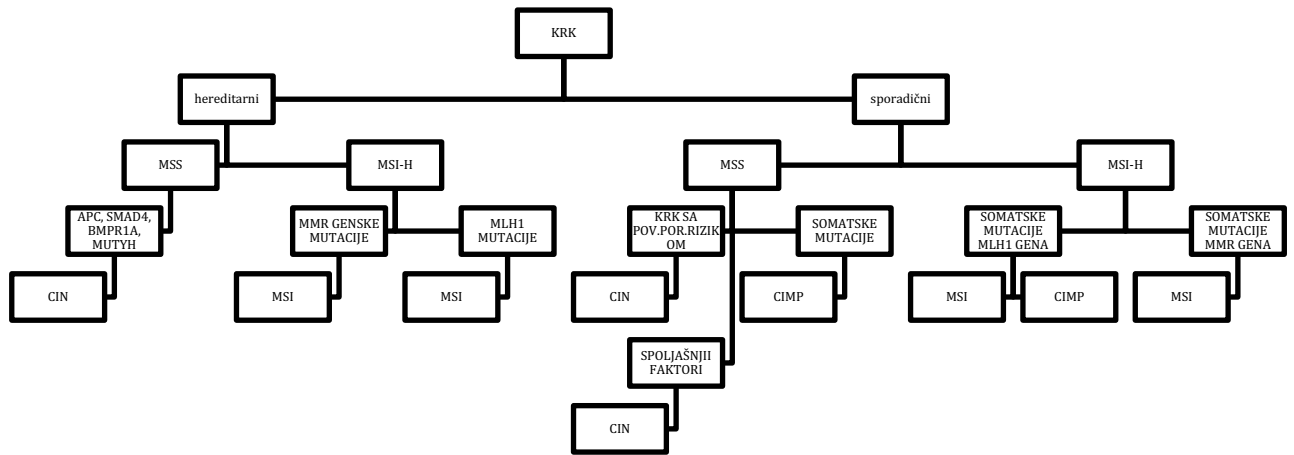 KRK
hereditarni
sporadični
MSS
MSI-H
MSS
MSI-H
APC, SMAD4,
BMPR1A,
MUTYH
MMR GENSKE
MUTACIJE
MLH1
MUTACIJE
KRK SA
POV.POR.RIZIK
OM
SOMATSKE
MUTACIJE
SOMATSKE
MUTACIJE
MLH1 GENA
SOMATSKE
MUTACIJE
MMR GENA
CIN
MSI
MSI
CIN
CIMP
MSI
CIMP
MSI
SPOLJAŠNJII
FAKTORI
CIN